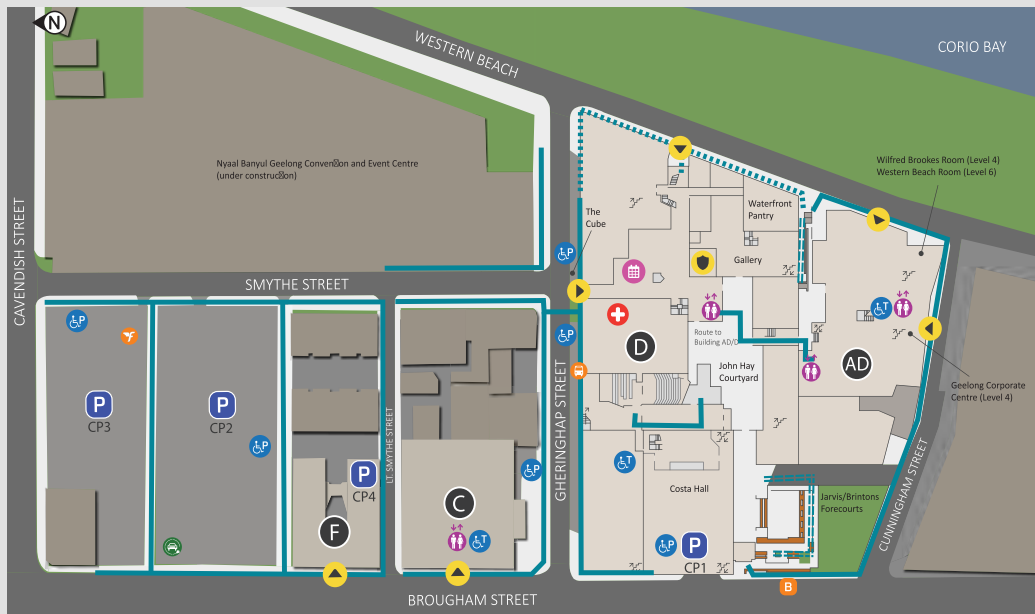 N
WESTERN BEACH
CORIO BAY
Nyaal Banyul Geelong Conven⍰on and Event Centre
(under construc⍰on)
Wilfred Brookes Room (Level 4)
Western Beach Room (Level 6)
Waterfront
Pantry
The
Cube
CAVENDISH STREET
SMYTHE STREET
Gallery
P
P
P
T
Route to
Building AD/D
D
AD
John Hay
Courtyard
Geelong Corporate
Centre (Level 4)
P
CP3
P
CP2
P
P
CP4
LT. SMYTHE STREET
GHERINGHAP STREET
P
T
C
T
F
Costa Hall
Jarvis/Brintons
Forecourts
CUNNINGHAM STREET
P
P
CP1
B
BROUGHAM STREET